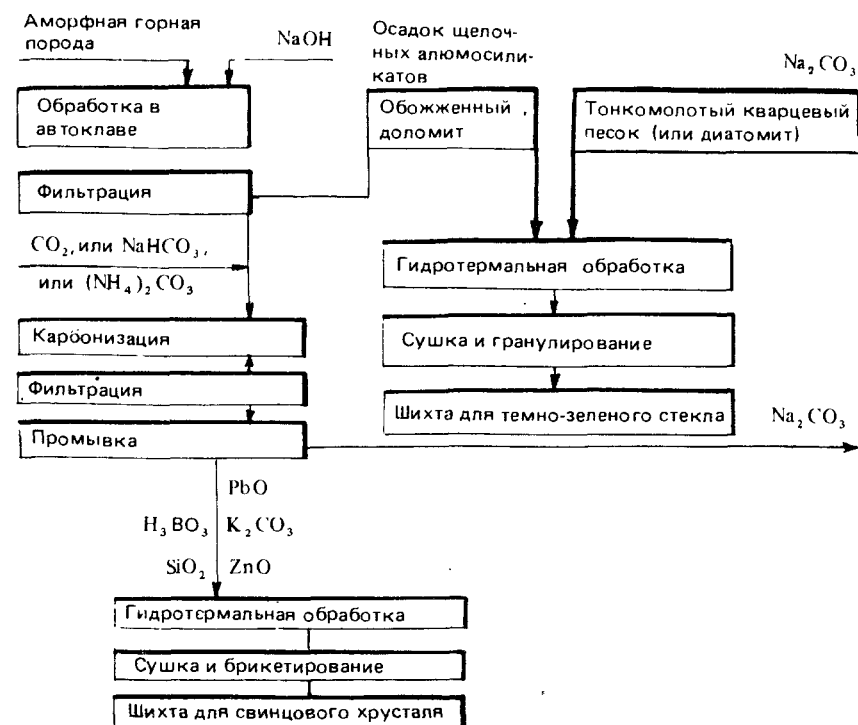 Аморфная горная
порода
NaOH
Обработка в
автоклаве
Фильтрация
CO₂, или NaHCO₃,
или (NH₄)₂CO₃
Карбонизация
Фильтрация
Промывка
PbO
H₃BO₃ K₂CO₃
SiO₂ ZnO
Гидротермальная обработка
Сушка и брикетирование
Шихта для свинцового хрусталя
Осадок щелоч-
ных алюмосили-
катов
Na₂CO₃
Обожженный
доломит
Тонкомолотый кварцевый
песок (или диатомит)
Гидротермальная обработка
Сушка и гранулирование
Шихта для темно-зеленого стекла
Na₂CO₃